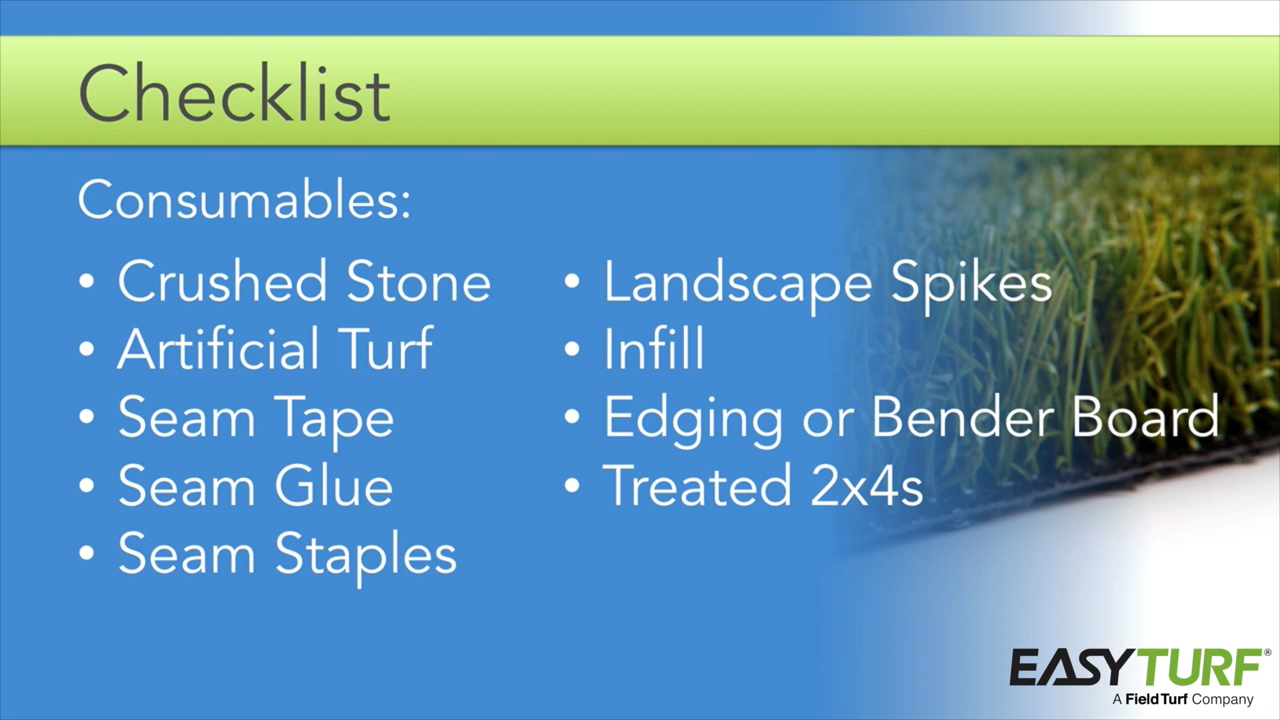 Checklist
Consumables:
• Crushed Stone
• Artificial Turf
• Seam Tape
• Seam Glue
• Seam Staples
• Landscape Spikes
• Infill
• Edging or Bender Board
• Treated 2x4s
EASYTURF®
A FieldTurf Company